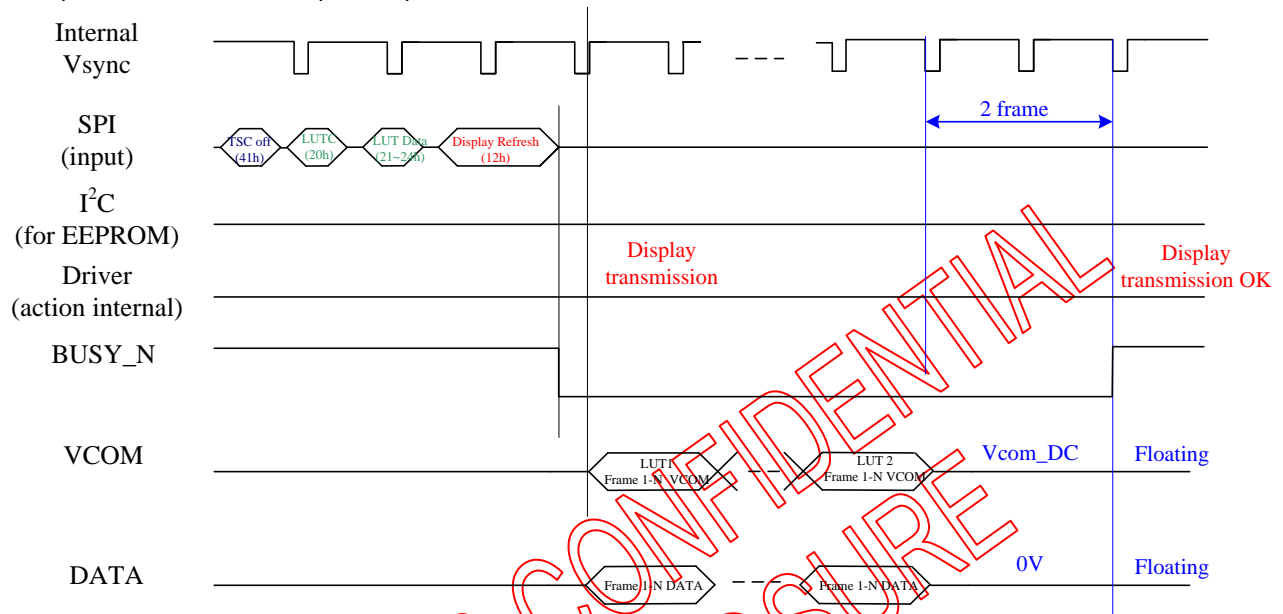 Internal
Vsync
2 frame
SPI
(input)
TSC off
(41h)
LUTC
(20h)
LUT Data
(21~24h)
Display Refresh
(12h)
I²C
(for EEPROM)
Display
transmission
Display
transmission OK
Driver
(action internal)
BUSY_N
VCOM
LUT1
Frame 1-N VCOM
LUT 2
Frame 1-N VCOM
Vcom_DC
Floating
DATA
Frame 1-N DATA
Frame 1-N DATA
0V
Floating
CONFIDENTIAL
SURE